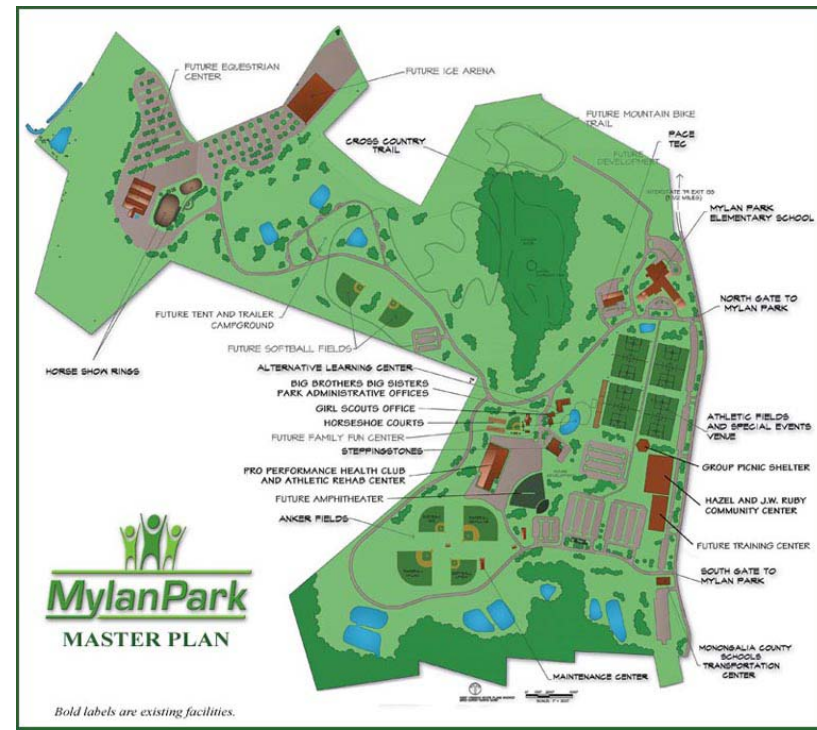 FUTURE EQUESTRIAN
CENTER
FUTURE ICE ARENA
FUTURE MOUNTAIN BIKE
TRAIL
CROSS COUNTRY
TRAIL
PACE
TEC
FUTURE
DEVELOPMENT
MYLAN PARK
ELEMENTARY SCHOOL
NORTH GATE TO
MYLAN PARK
FUTURE TENT AND TRAILER
CAMPGROUND
FUTURE SOFTBALL FIELDS
HORSE SHOW RINGS
ALTERNATIVE LEARNING CENTER
BIG BROTHERS BIG SISTERS
PARK ADMINISTRATIVE OFFICES
GIRL SCOUTS OFFICE
HORSESHOE COURTS
FUTURE FAMILY FUN CENTER
STEPPINGSTONES
PRO PERFORMANCE HEALTH CLUB
AND ATHLETIC REHAB CENTER
FUTURE AMPHITHEATER
ANKER FIELDS
ATHLETIC FIELDS
AND SPECIAL EVENTS
VENUE
GROUP PICNIC SHELTER
HAZEL AND J.W. RUBY
COMMUNITY CENTER
FUTURE TRAINING CENTER
SOUTH GATE TO
MYLAN PARK
MONONGALIA COUNTY
SCHOOLS
TRANSPORTATION
CENTER
MAINTENANCE CENTER
MylanPark
MASTER PLAN
Bold labels are existing facilities.